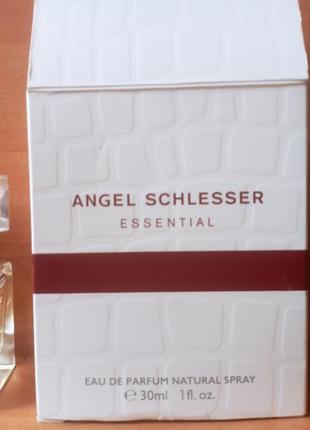 ANGEL SCHLESSER
ESSENTIAL
EAU DE PARFUM NATURAL SPRAY
℮ 30ml 1fl. oz.